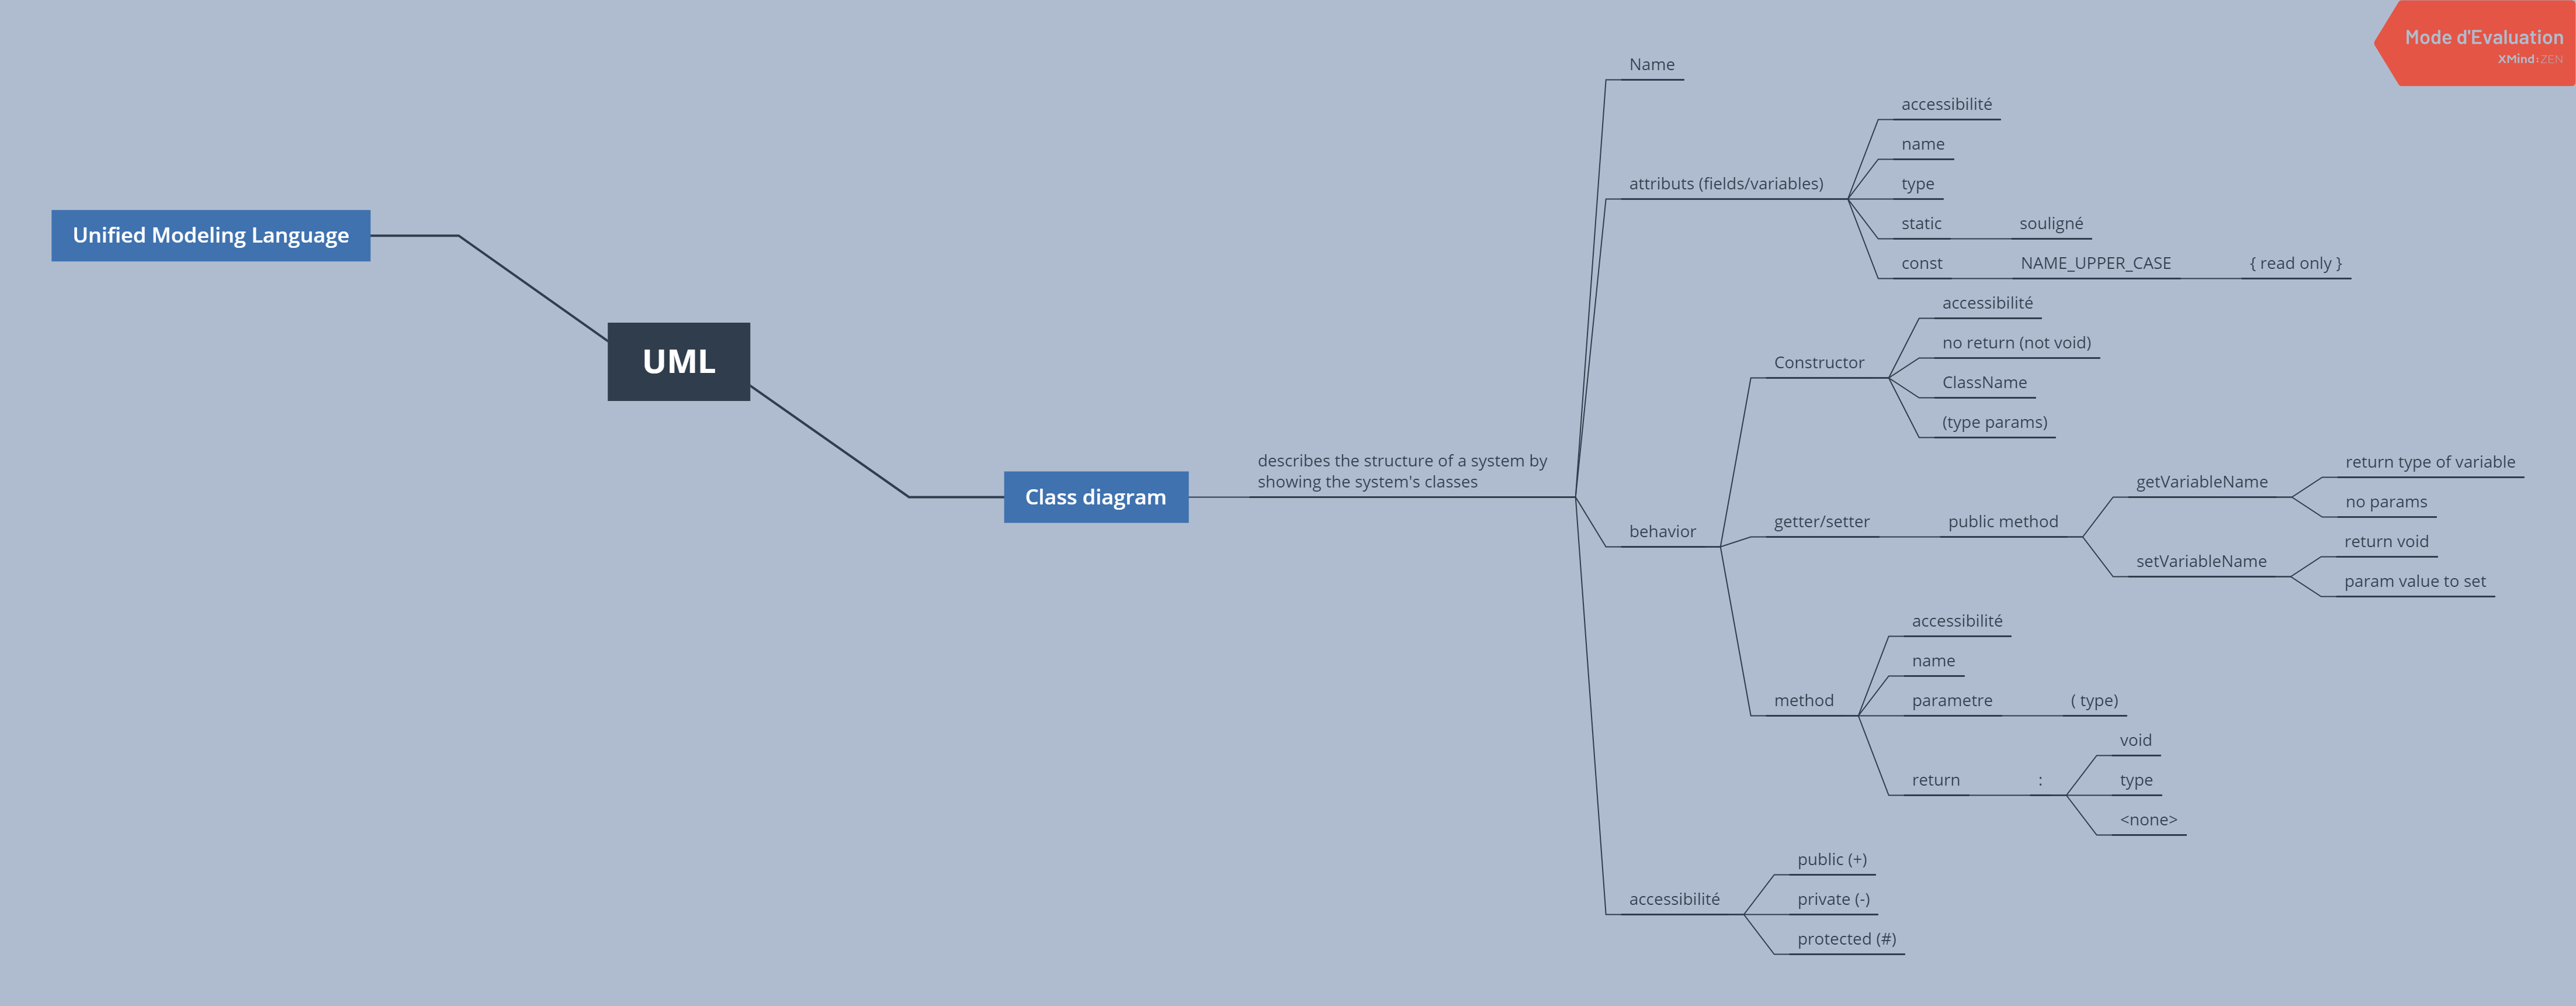 Mode d'Evaluation
XMind:ZEN
Unified Modeling Language
UML
Class diagram
describes the structure of a system by
showing the system's classes
Name
attributs (fields/variables)
accessibilité
name
type
static
souligné
const
NAME_UPPER_CASE
{ read only }
behavior
Constructor
accessibilité
no return (not void)
ClassName
(type params)
getter/setter
public method
getVariableName
return type of variable
no params
setVariableName
return void
param value to set
method
accessibilité
name
parametre
( type)
return
:
void
type
<none>
accessibilité
public (+)
private (-)
protected (#)